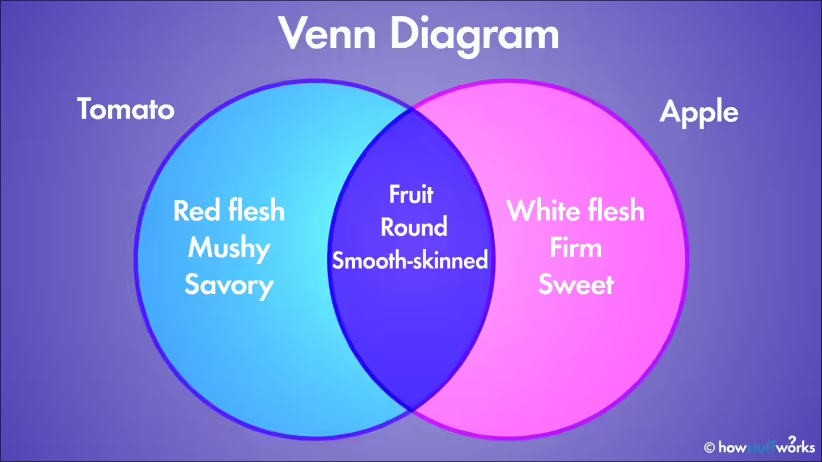 Venn Diagram
Tomato
Apple
Red flesh
Mushy
Savory
Fruit
Round
Smooth-skinned
White flesh
Firm
Sweet
© howstuffworks